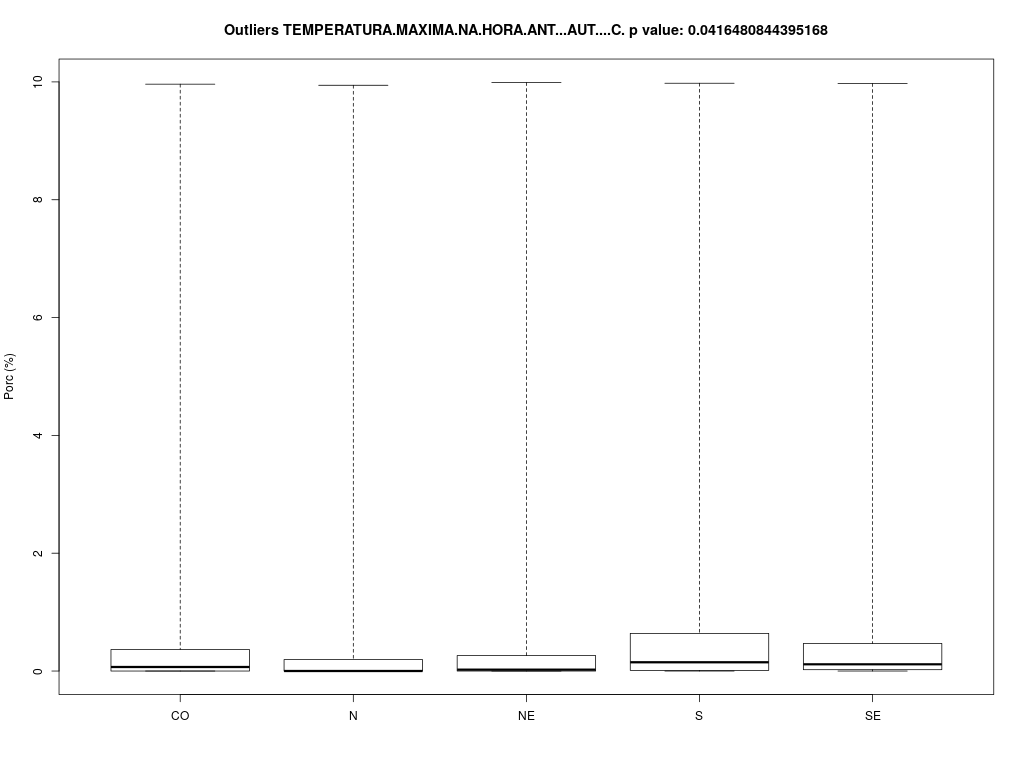 Outliers TEMPERATURA.MAXIMA.NA.HORA.ANT...AUT....C. p value: 0.0416480844395168
10
8
6
4
2
0
Porc (%)
CO N NE S SE